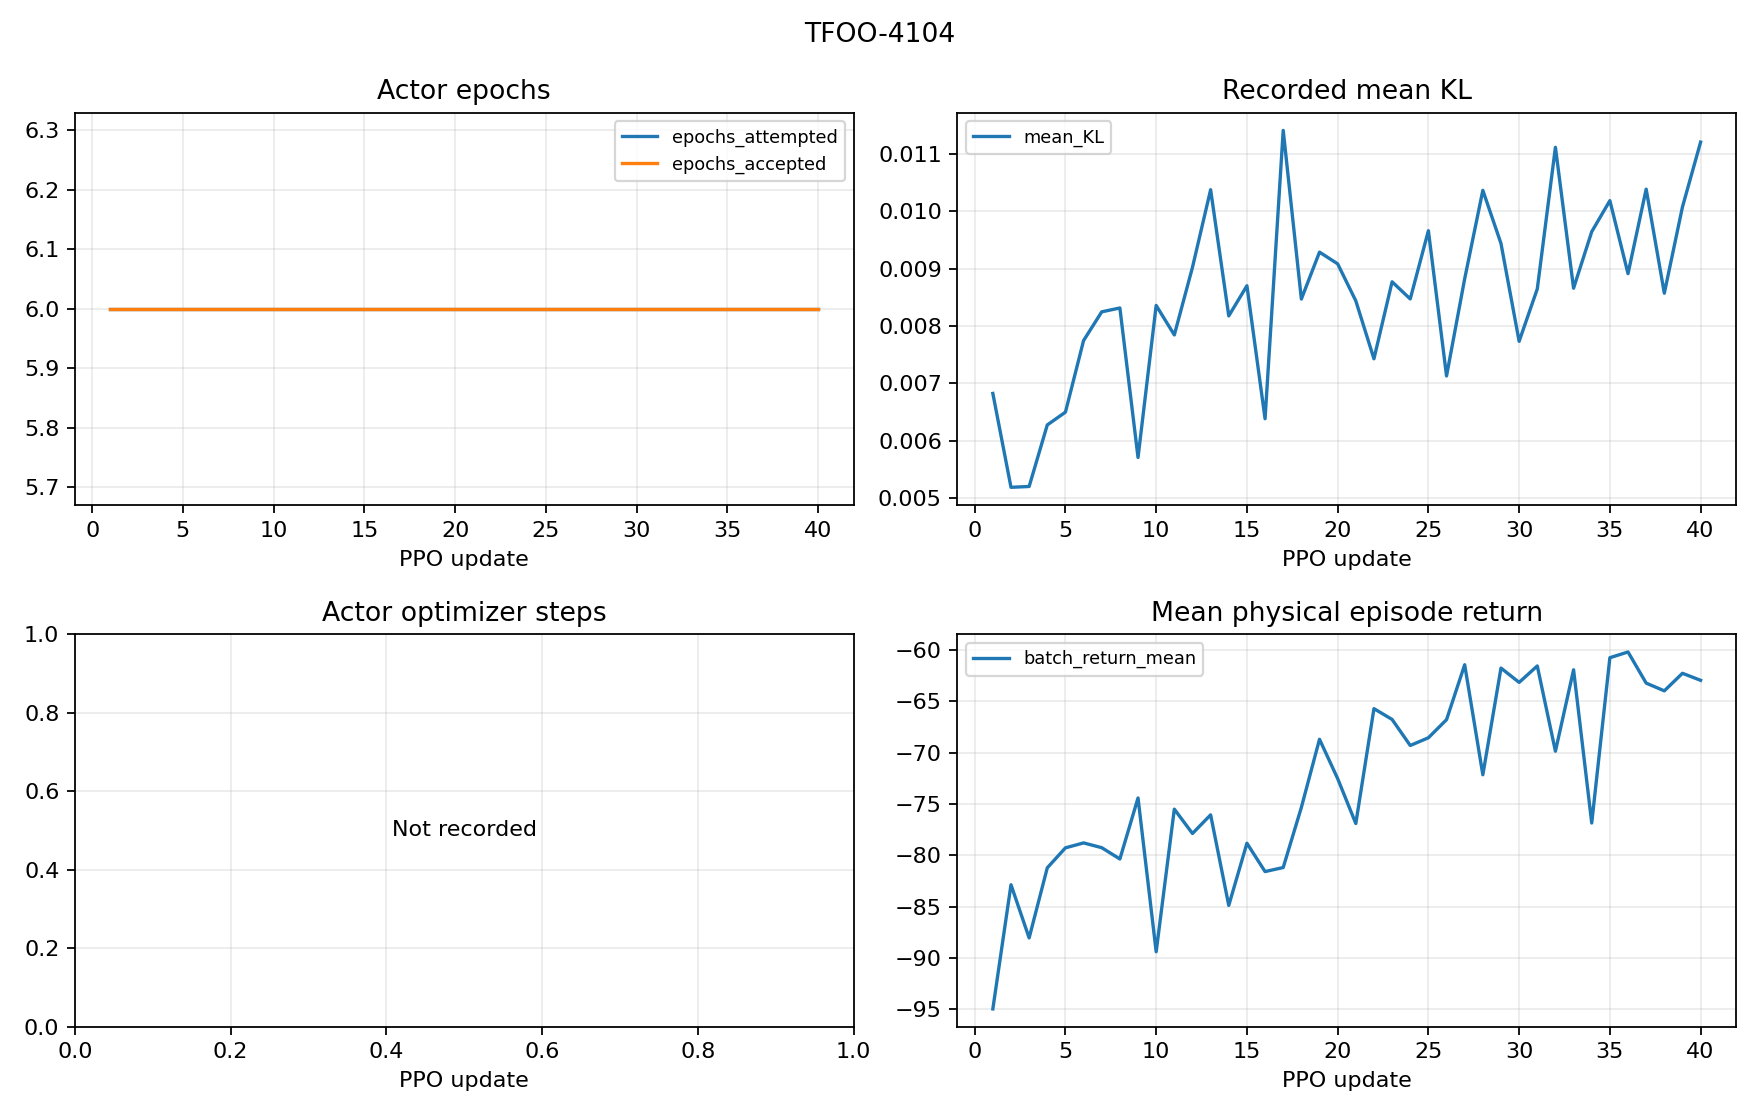 TFOO-4104
Actor epochs
epochs_attempted
epochs_accepted
6.3
6.2
6.1
6.0
5.9
5.8
5.7
0 5 10 15 20 25 30 35 40
PPO update
Recorded mean KL
mean_KL
0.011
0.010
0.009
0.008
0.007
0.006
0.005
0 5 10 15 20 25 30 35 40
PPO update
Actor optimizer steps
1.0
0.8
0.6
Not recorded
0.4
0.2
0.0
0.0 0.2 0.4 0.6 0.8 1.0
PPO update
Mean physical episode return
batch_return_mean
−60
−65
−70
−75
−80
−85
−90
−95
0 5 10 15 20 25 30 35 40
PPO update